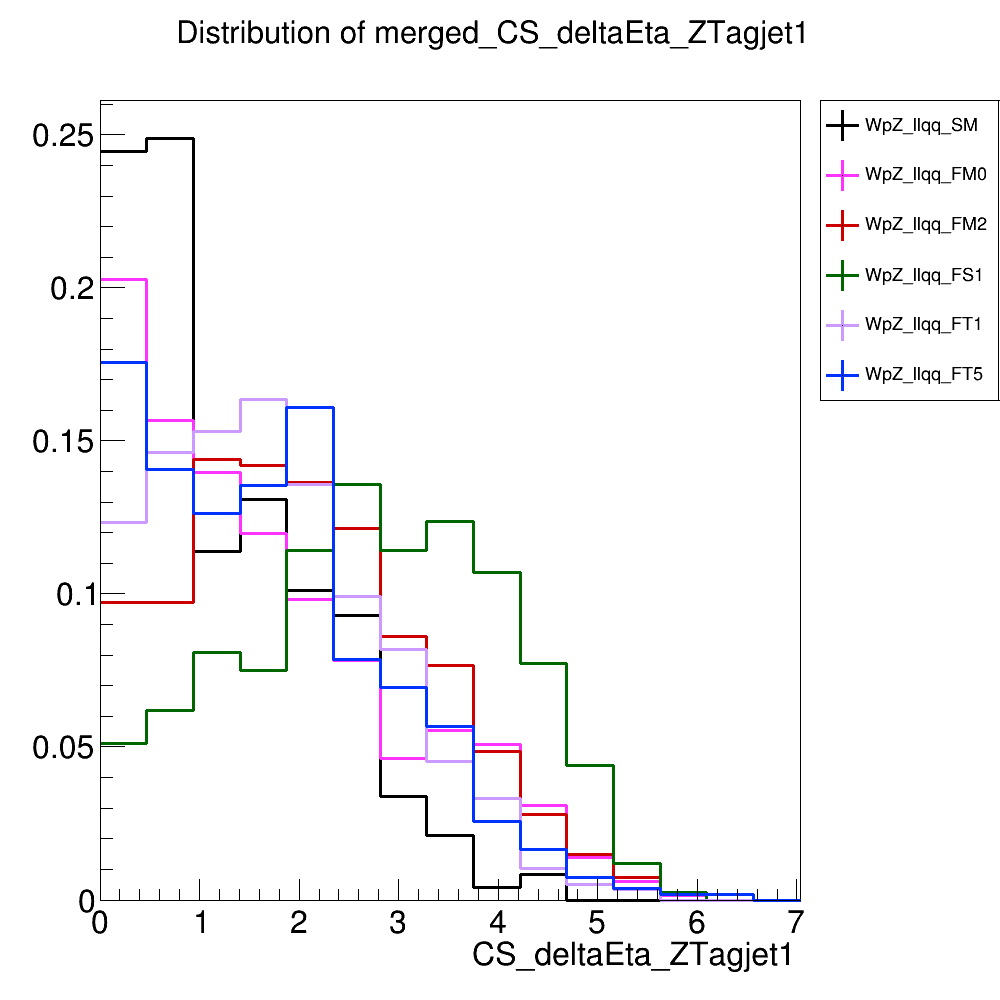 Distribution of merged_CS_deltaEta_ZTagjet1
0.25
0.2
0.15
0.1
0.05
0
0 1 2 3 4 5 6 7
CS_deltaEta_ZTagjet1
WpZ_llqq_SM
WpZ_llqq_FM0
WpZ_llqq_FM2
WpZ_llqq_FS1
WpZ_llqq_FT1
WpZ_llqq_FT5